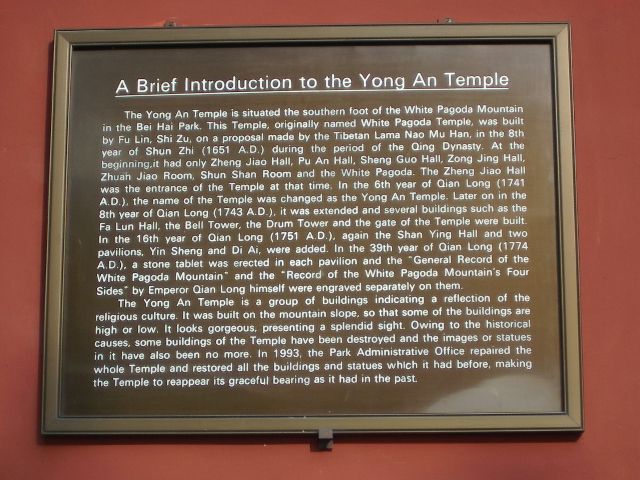 A Brief Introduction to the Yong An Temple
The Yong An Temple is situated the southern foot of the White Pagoda Mountain
in the Bei Hai Park. This Temple, originally named White Pagoda Temple, was built
by Fu Lin, Shi Zu, on a proposal made by the Tibetan Lama Nao Mu Han, in the 8th
year of Shun Zhi (1651 A.D.) during the period of the Qing Dynasty. At the
beginning,it had only Zheng Jiao Hall, Pu An Hall, Sheng Guo Hall, Zong Jing Hall,
Zhuan Jiao Room, Shun Shan Room and the White Pagoda. The Zheng Jiao Hall
was the entrance of the Temple at that time. In the 6th year of Qian Long (1741
A.D.), the name of the Temple was changed as the Yong An Temple. Later on in the
8th year of Qian Long (1743 A.D.), it was extended and several buildings such as the
Fa Lun Hall, the Bell Tower, the Drum Tower and the gate of the Temple were built.
In the 16th year of Qian Long (1751 A.D.), again the Shan Ying Hall and two
pavilions, Yin Sheng and Di Ai, were added. In the 39th year of Qian Long (1774
A.D.), a stone tablet was erected in each pavilion and the "General Record of the
White Pagoda Mountain" and the "Record of the White Pagoda Mountain's Four
Sides" by Emperor Qian Long himself were engraved separately on them.
The Yong An Temple is a group of buildings indicating a reflection of the
religious culture. It was built on the mountain slope, so that some of the buildings are
high or low. It looks gorgeous, presenting a splendid sight. Owing to the historical
causes, some buildings of the Temple have been destroyed and the images or statues
in it have also been no more. In 1993, the Park Administrative Office repaired the
whole Temple and restored all the buildings and statues which it had before, making
the Temple to reappear its graceful bearing as it had in the past.